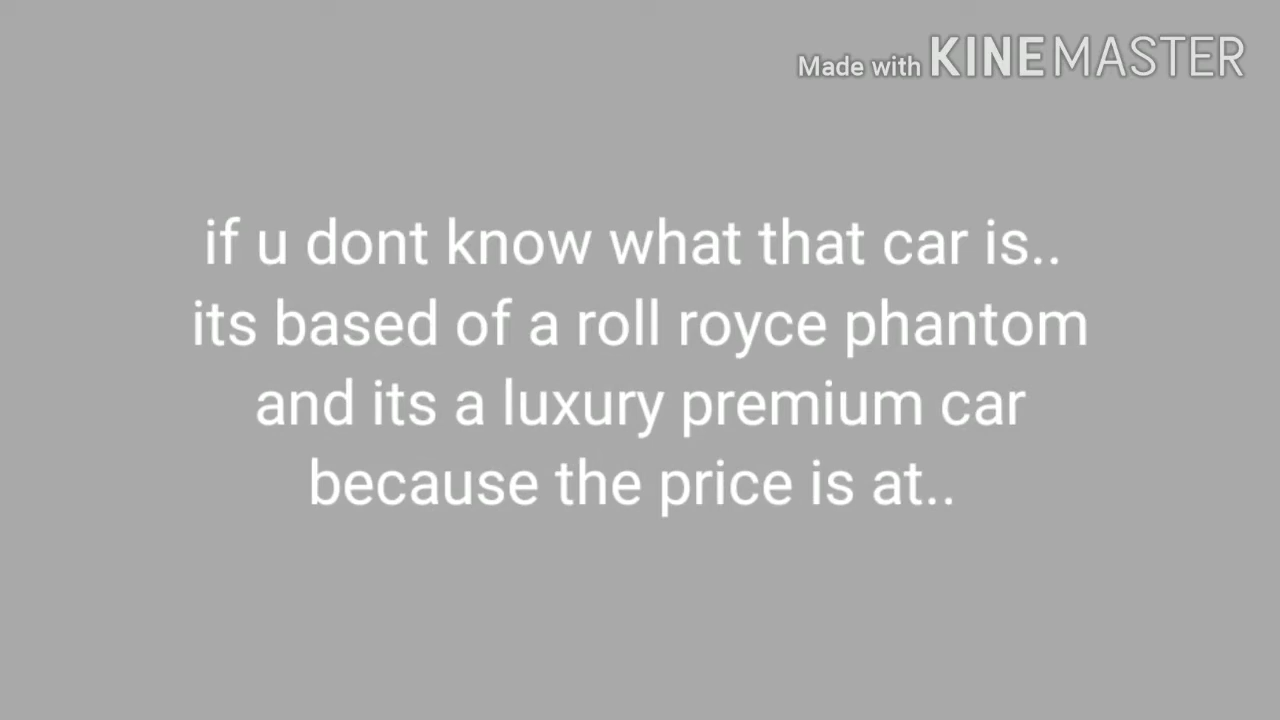 Made with KINEMASTER
if u dont know what that car is..
its based of a roll royce phantom
and its a luxury premium car
because the price is at..